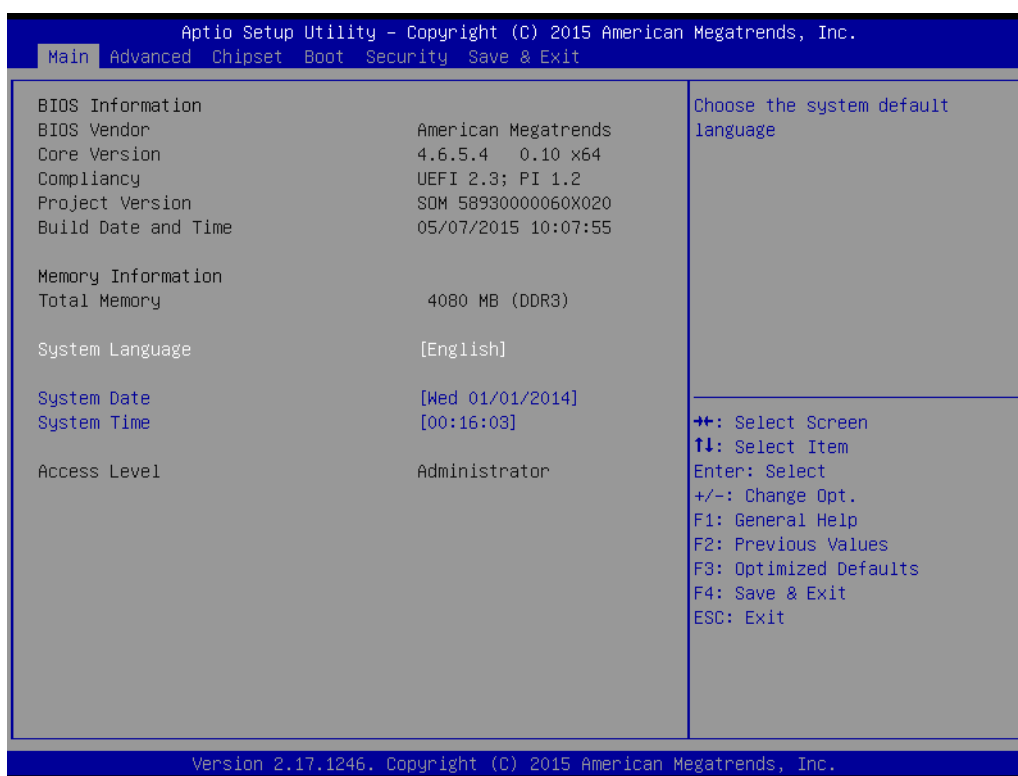 Aptio Setup Utility – Copyright (C) 2015 American Megatrends, Inc.
Main Advanced Chipset Boot Security Save & Exit
BIOS Information
BIOS Vendor American Megatrends
Core Version 4.6.5.4 0.10 x64
Compliancy UEFI 2.3; PI 1.2
Project Version SOM 58930000060X020
Build Date and Time 05/07/2015 10:07:55
Memory Information
Total Memory 4080 MB (DDR3)
System Language [English]
System Date [Wed 01/01/2014]
System Time [00:16:03]
Access Level Administrator
Choose the system default
language
→←: Select Screen
↑↓: Select Item
Enter: Select
+/-: Change Opt.
F1: General Help
F2: Previous Values
F3: Optimized Defaults
F4: Save & Exit
ESC: Exit
Version 2.17.1246. Copyright (C) 2015 American Megatrends, Inc.